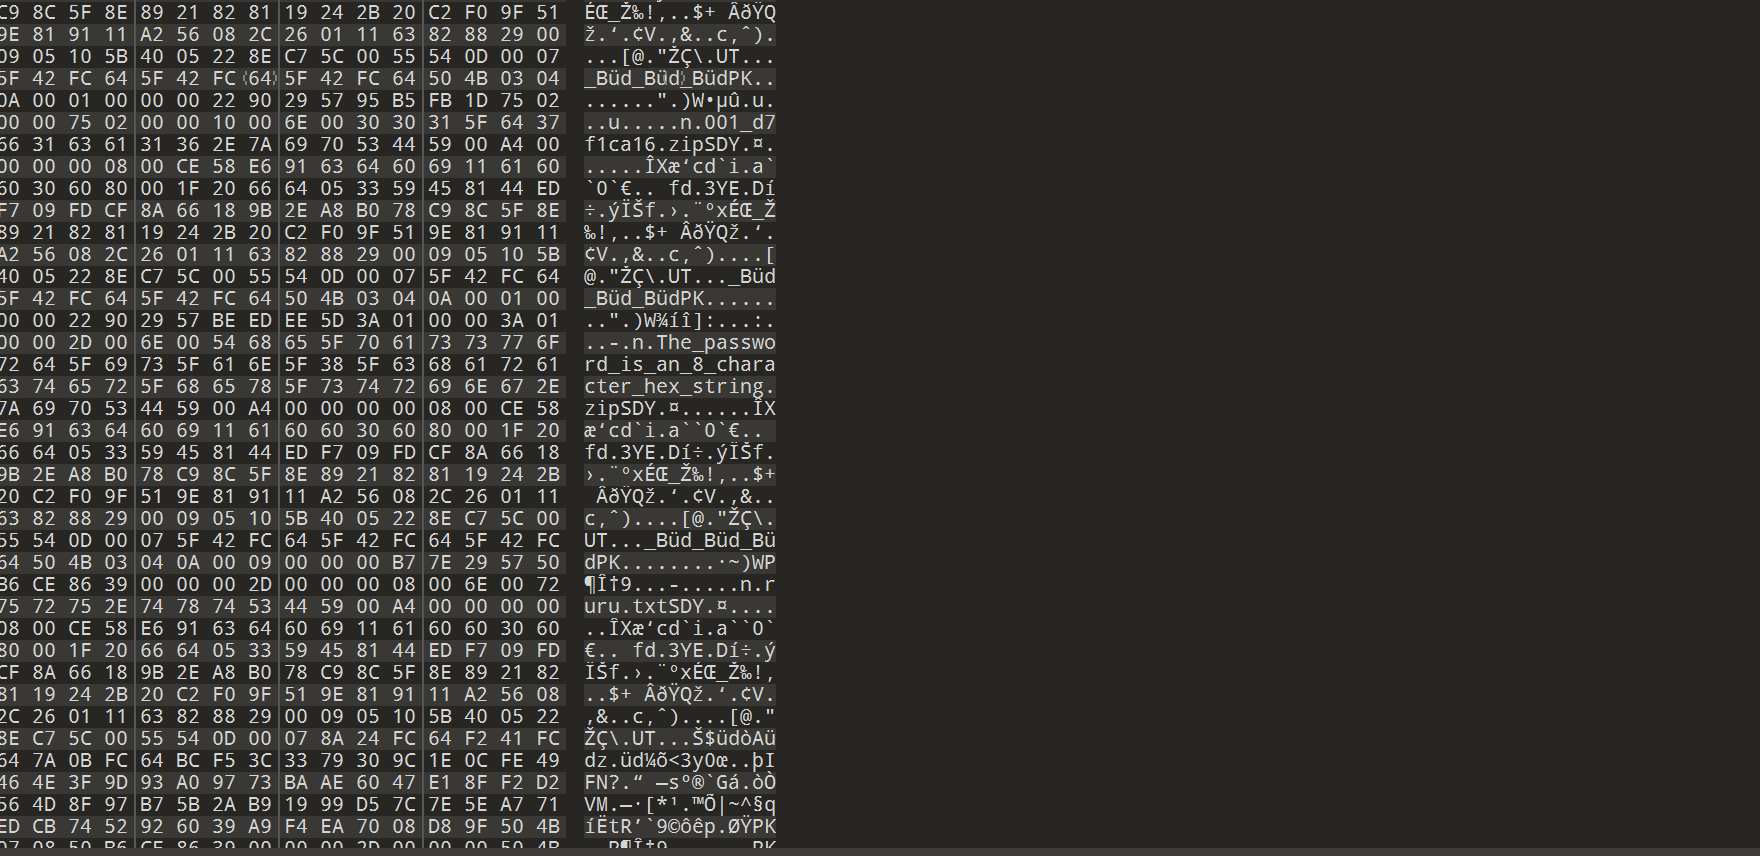 C9 8C 5F 8E 89 21 82 81 19 24 2B 20 C2 F0 9F 51 ÉŒ_Ž‰!‚..$+ ÂðŸQ
9E 81 91 11 A2 56 08 2C 26 01 11 63 82 88 29 00 ž.‘.¢V.,&..c‚ˆ).
09 05 10 5B 40 05 22 8E C7 5C 00 55 54 0D 00 07 ...[@."ŽÇ\.UT...
5F 42 FC 64 5F 42 FC 64 5F 42 FC 64 50 4B 03 04 _Büd_Büd_BüdPK..
0A 00 01 00 00 00 22 90 29 57 95 B5 FB 1D 75 02 ......".)W•µû.u.
00 00 75 02 00 00 10 00 6E 00 30 30 31 5F 64 37 ..u.....n.001_d7
66 31 63 61 31 36 2E 7A 69 70 53 44 59 00 A4 00 f1ca16.zipSDY.¤.
00 00 00 08 00 CE 58 E6 91 63 64 60 69 11 61 60 .....ÎXæ‘cd`i.a`
60 30 60 80 00 1F 20 66 64 05 33 59 45 81 44 ED `0`€.. fd.3YE.Dí
F7 09 FD CF 8A 66 18 9B 2E A8 B0 78 C9 8C 5F 8E ÷.ýÏŠf.›.¨°xÉŒ_Ž
89 21 82 81 19 24 2B 20 C2 F0 9F 51 9E 81 91 11 ‰!‚..$+ ÂðŸQž.‘.
A2 56 08 2C 26 01 11 63 82 88 29 00 09 05 10 5B ¢V.,&..c‚ˆ)....[
40 05 22 8E C7 5C 00 55 54 0D 00 07 5F 42 FC 64 @."ŽÇ\.UT..._Büd
5F 42 FC 64 5F 42 FC 64 50 4B 03 04 0A 00 01 00 _Büd_BüdPK......
00 00 22 90 29 57 BE ED EE 5D 3A 01 00 00 3A 01 ..".)W¾íî]:...:.
00 00 2D 00 6E 00 54 68 65 5F 70 61 73 73 77 6F ..-.n.The_passwo
72 64 5F 69 73 5F 61 6E 5F 38 5F 63 68 61 72 61 rd_is_an_8_chara
63 74 65 72 5F 68 65 78 5F 73 74 72 69 6E 67 2E cter_hex_string.
7A 69 70 53 44 59 00 A4 00 00 00 00 08 00 CE 58 zipSDY.¤......ÎX
E6 91 63 64 60 69 11 61 60 60 30 60 80 00 1F 20 æ‘cd`i.a``0`€..
66 64 05 33 59 45 81 44 ED F7 09 FD CF 8A 66 18 fd.3YE.Dí÷.ýÏŠf.
9B 2E A8 B0 78 C9 8C 5F 8E 89 21 82 81 19 24 2B ›.¨°xÉŒ_Ž‰!‚..$+
20 C2 F0 9F 51 9E 81 91 11 A2 56 08 2C 26 01 11 ÂðŸQž.‘.¢V.,&..
63 82 88 29 00 09 05 10 5B 40 05 22 8E C7 5C 00 c‚ˆ)....[@."ŽÇ\.
55 54 0D 00 07 5F 42 FC 64 5F 42 FC 64 5F 42 FC UT..._Büd_Büd_Bü
64 50 4B 03 04 0A 00 09 00 00 00 B7 7E 29 57 50 dPK........·~)WP
B6 CE 86 39 00 00 00 2D 00 00 00 08 00 6E 00 72 ¶Î†9...-.....n.r
75 72 75 2E 74 78 74 53 44 59 00 A4 00 00 00 00 uru.txtSDY.¤....
08 00 CE 58 E6 91 63 64 60 69 11 61 60 60 30 60 ..ÎXæ‘cd`i.a``0`
80 00 1F 20 66 64 05 33 59 45 81 44 ED F7 09 FD €.. fd.3YE.Dí÷.ý
CF 8A 66 18 9B 2E A8 B0 78 C9 8C 5F 8E 89 21 82 ÏŠf.›.¨°xÉŒ_Ž‰!‚
81 19 24 2B 20 C2 F0 9F 51 9E 81 91 11 A2 56 08 ..$+ ÂðŸQž.‘.¢V.
2C 26 01 11 63 82 88 29 00 09 05 10 5B 40 05 22 ,&..c‚ˆ)....[@."
8E C7 5C 00 55 54 0D 00 07 8A 24 FC 64 F2 41 FC ŽÇ\.UT...Š$üdòAü
64 7A 0B FC 64 BC F5 3C 33 79 30 9C 1E 0C FE 49 dz.üd¼õ<3y0œ..þI
46 4E 3F 9D 93 A0 97 73 BA AE 60 47 E1 8F F2 D2 FN?.“ —sº®`Gá.òÒ
56 4D 8F 97 B7 5B 2A B9 19 99 D5 7C 7E 5E A7 71 VM.—·[*¹.™Õ|~^§q
ED CB 74 52 92 60 39 A9 F4 EA 70 08 D8 9F 50 4B íËtR’`9©ôêp.ØŸPK
07 08 50 B6 CE 86 39 00 00 00 2D 00 00 00 50 4B ..P¶Î†9...-...PK